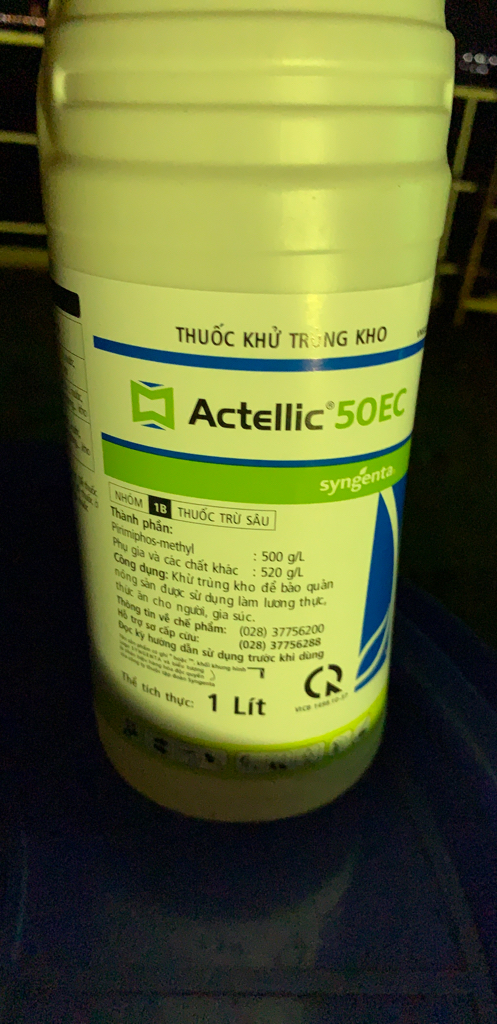 THUỐC KHỬ TRÙNG KHO
Actellic® 50EC
syngenta
NHÓM 1B THUỐC TRỪ SÂU
Thành phần:
Pirimiphos-methyl : 500 g/L
Phụ gia và các chất khác : 520 g/L
Công dụng: Khử trùng kho để bảo quản
nông sản được sử dụng làm lương thực,
thức ăn cho người, gia súc.
Thông tin về chế phẩm: (028) 37756200
Hỗ trợ sơ cấp cứu: (028) 37756288
Đọc kỹ hướng dẫn sử dụng trước khi dùng
Thể tích thực: 1 Lít